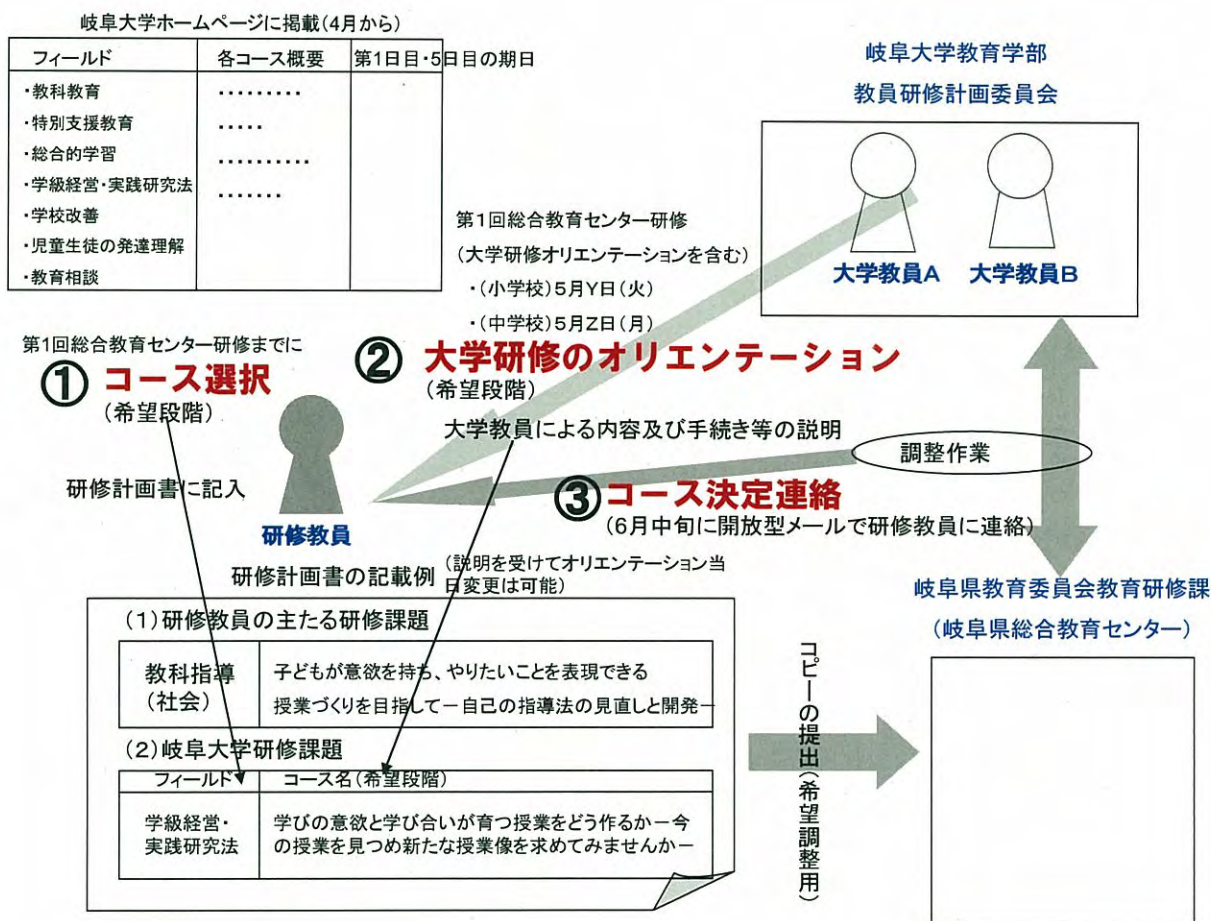 岐阜大学ホームページに掲載(4月から)
フィールド 各コース概要 第1日目・5日目の期日
・教科教育 ・・・・・・・・・
・特別支援教育 ・・・・・
・総合的学習 ・・・・・・・・・・
・学級経営・実践研究法 ・・・・・・・
・学校改善
・児童生徒の発達理解
・教育相談
岐阜大学教育学部
教員研修計画委員会
大学教員A 大学教員B
第1回総合教育センター研修
(大学研修オリエンテーションを含む)
・(小学校)5月Y日(火)
・(中学校)5月Z日(月)
第1回総合教育センター研修までに
① コース選択
(希望段階)
② 大学研修のオリエンテーション
(希望段階)
大学教員による内容及び手続き等の説明
調整作業
研修計画書に記入
研修教員
③コース決定連絡
(6月中旬に開放型メールで研修教員に連絡)
研修計画書の記載例
(説明を受けてオリエンテーション当
日変更は可能)
岐阜県教育委員会教育研修課
(岐阜県総合教育センター)
(1)研修教員の主たる研修課題
教科指導
(社会)
子どもが意欲を持ち、やりたいことを表現できる
授業づくりを目指して-自己の指導法の見直しと開発-
(2)岐阜大学研修課題
フィールド コース名(希望段階)
学級経営・
実践研究法
学びの意欲と学び合いが育つ授業をどう作るか-今
の授業を見つめ新たな授業像を求めてみませんか-
コピーの提出(希望調整用)